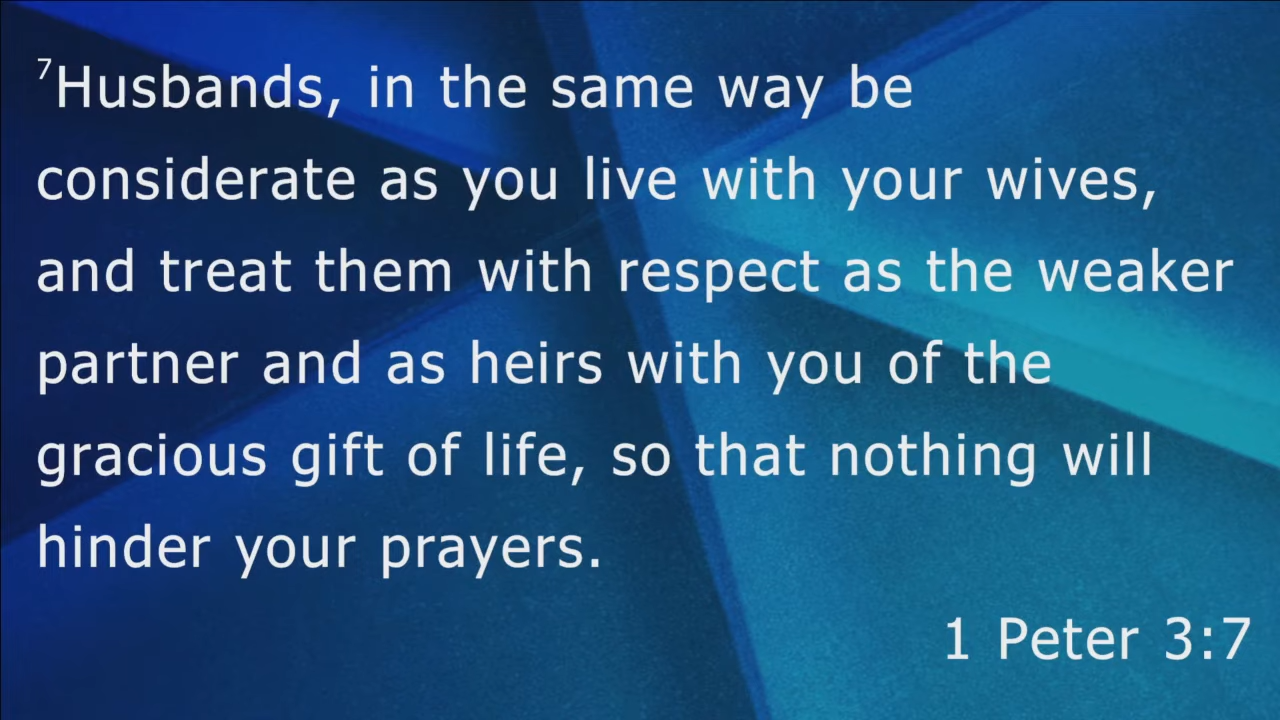 ⁷Husbands, in the same way be
considerate as you live with your wives,
and treat them with respect as the weaker
partner and as heirs with you of the
gracious gift of life, so that nothing will
hinder your prayers.
1 Peter 3:7